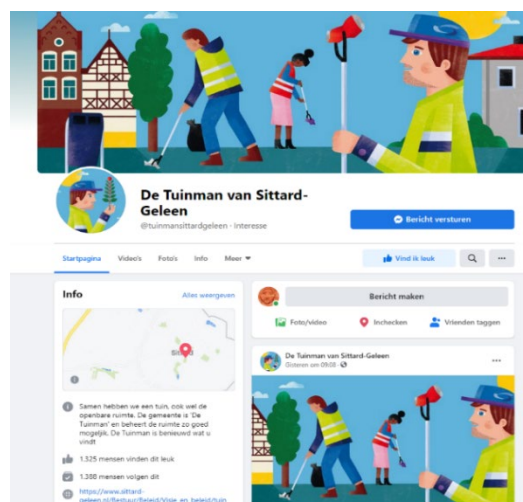 De Tuinman van Sittard-
Geleen
@tuinmansittardgeleen · Interesse
Bericht versturen
Startpagina Video's Foto's Info Meer
Vind ik leuk
Info
Alles weergeven
Samen hebben we een tuin, ook wel de
openbare ruimte. De gemeente is 'De
Tuinman' en beheert de ruimte zo goed
mogelijk. De Tuinman is benieuwd wat u
vindt
1.325 mensen vinden dit leuk
1.388 mensen volgen dit
https://www.sittard-
geleen.nl/Bestuur/Beleid/Visie_en_beleid/tuin
Bericht maken
Foto/video Inchecken Vrienden taggen
De Tuinman van Sittard-Geleen
Gisteren om 09:08